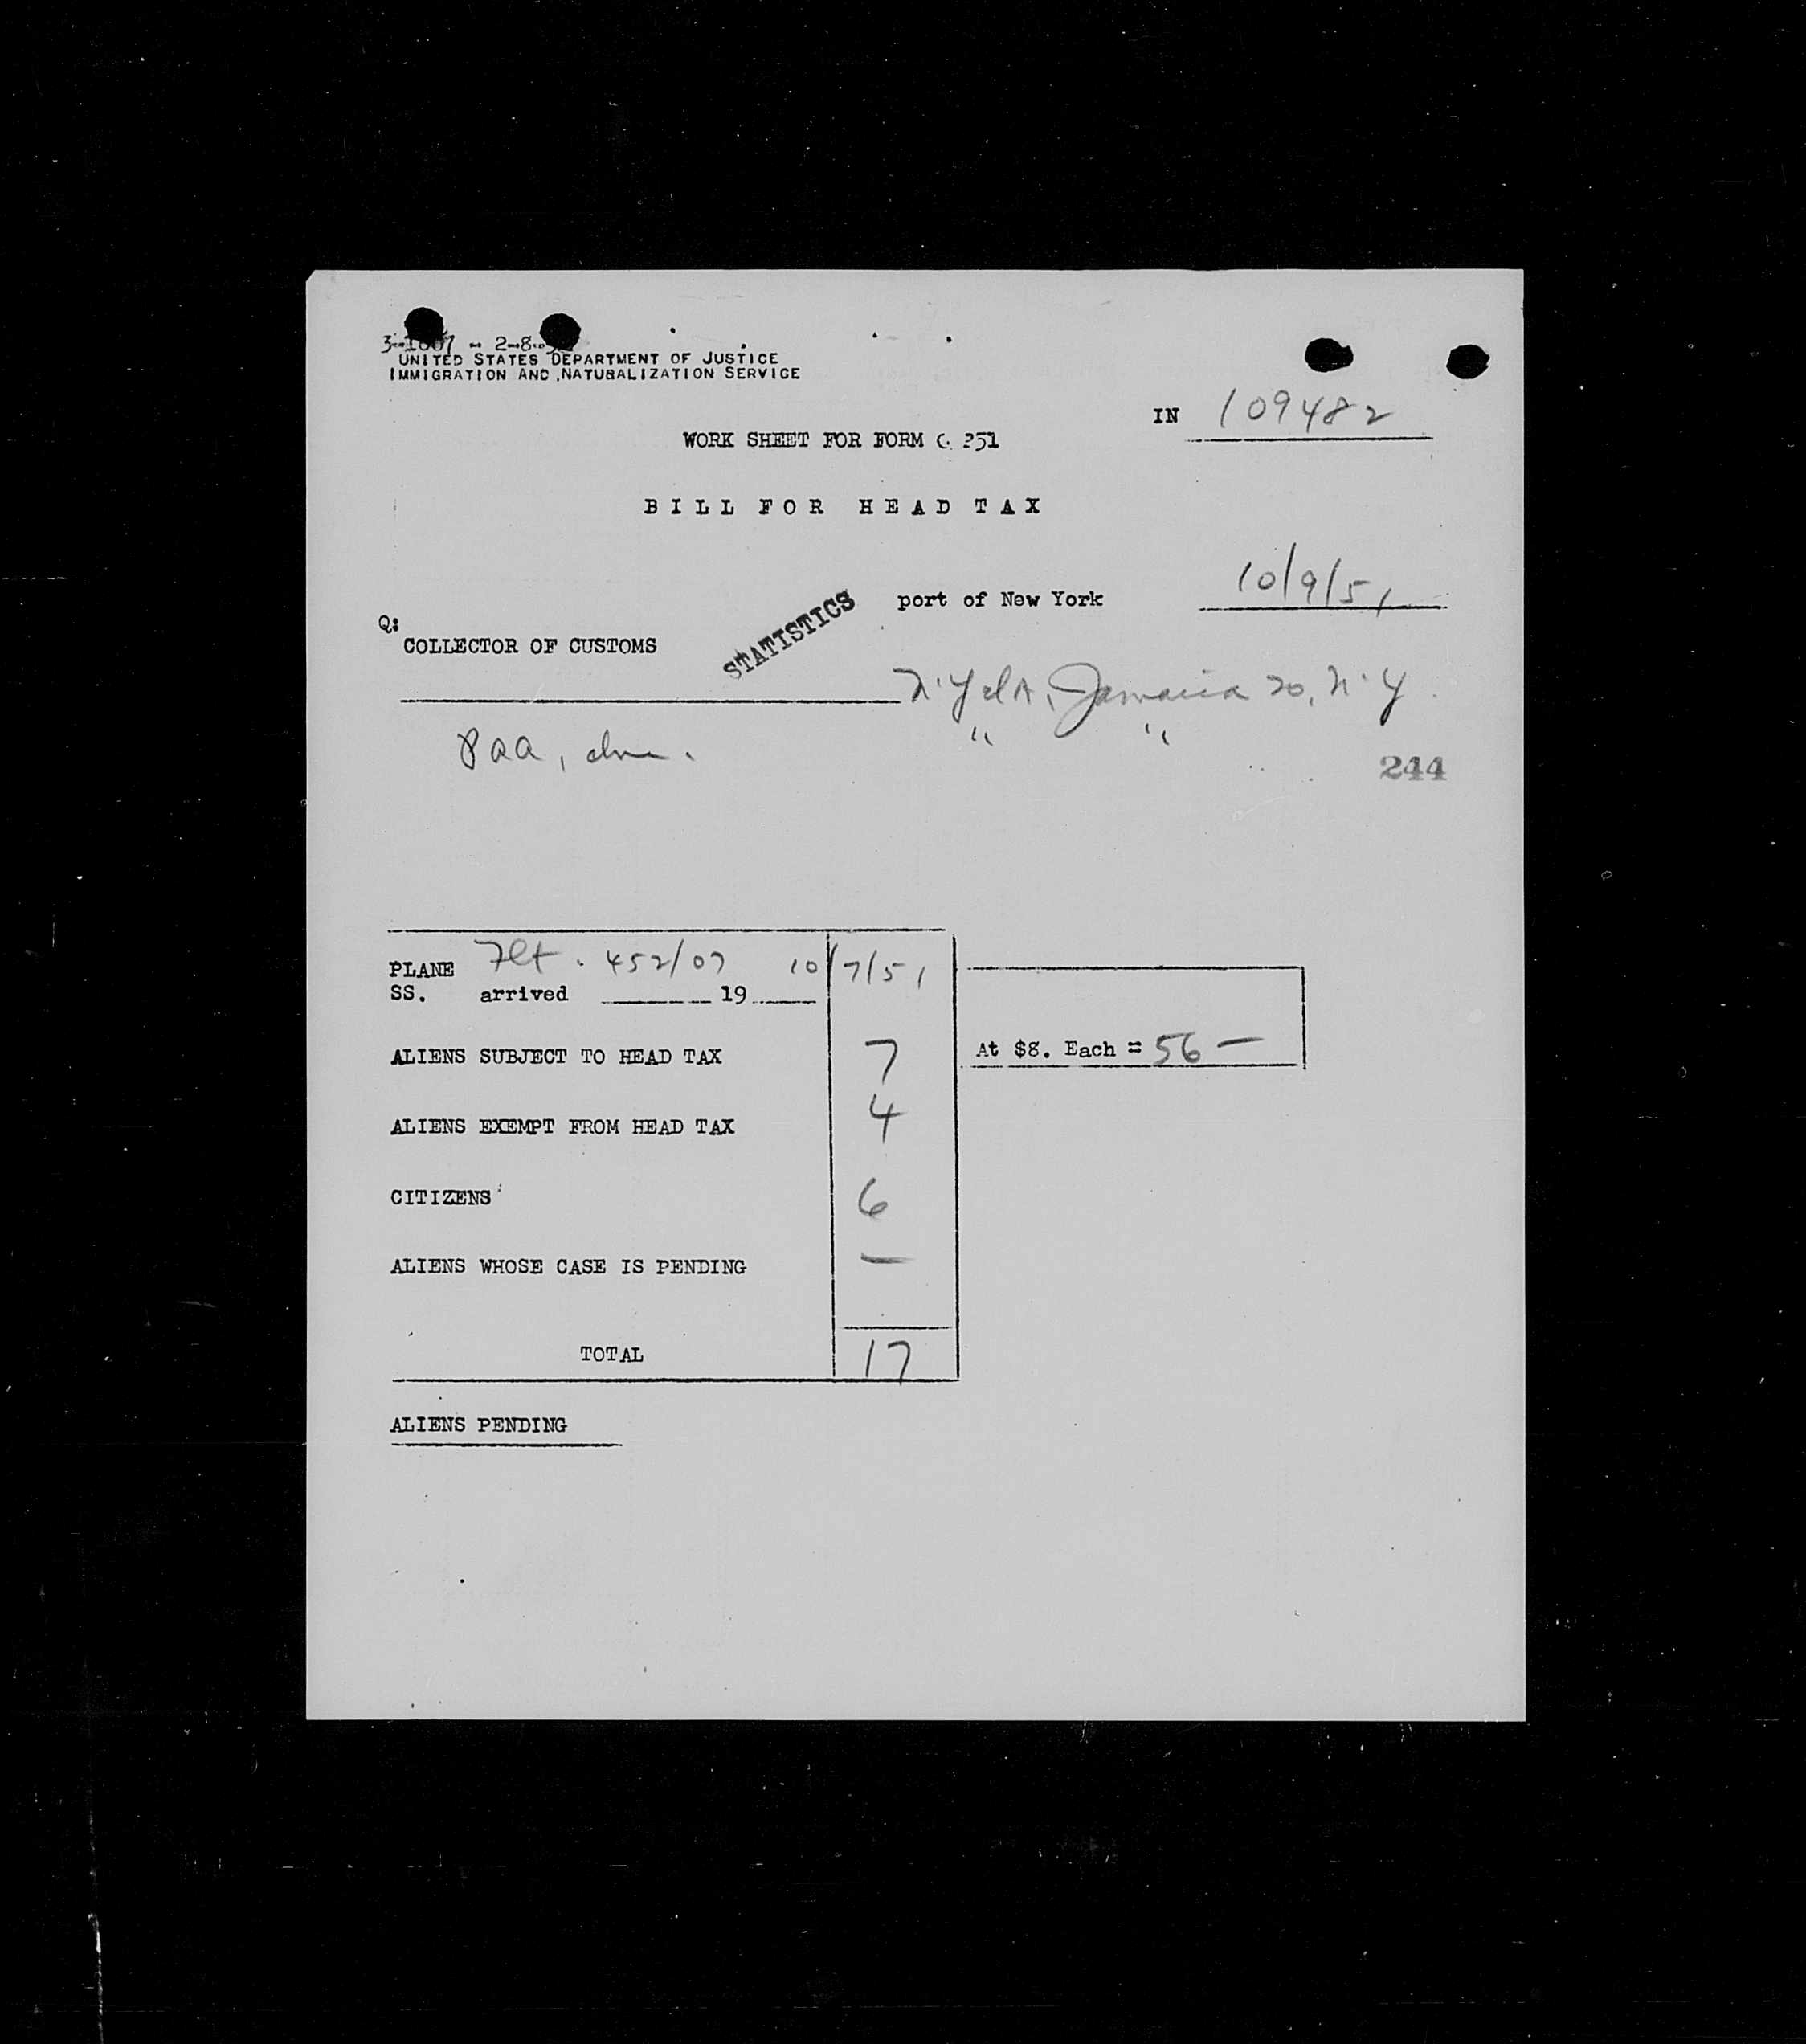 UNITED STATES DEPARTMENT OF JUSTICE
IMMIGRATION AND NATURALIZATION SERVICE
IN 109482
WORK SHEET FOR FORM
BILL FOR HEAD TAX
port of New York 10/9/51
COLLECTOR OF CUSTOMS
STATISTICS
Jamaica 20, N.Y.
PAA, Inc. " "
244
PLANE Flt. 452/07 10/7/51
SS. arrived 19
ALIENS SUBJECT TO HEAD TAX 7 At $8. Each = 56 —
ALIENS EXEMPT FROM HEAD TAX 4
CITIZENS 6
ALIENS WHOSE CASE IS PENDING —
TOTAL 17
ALIENS PENDING